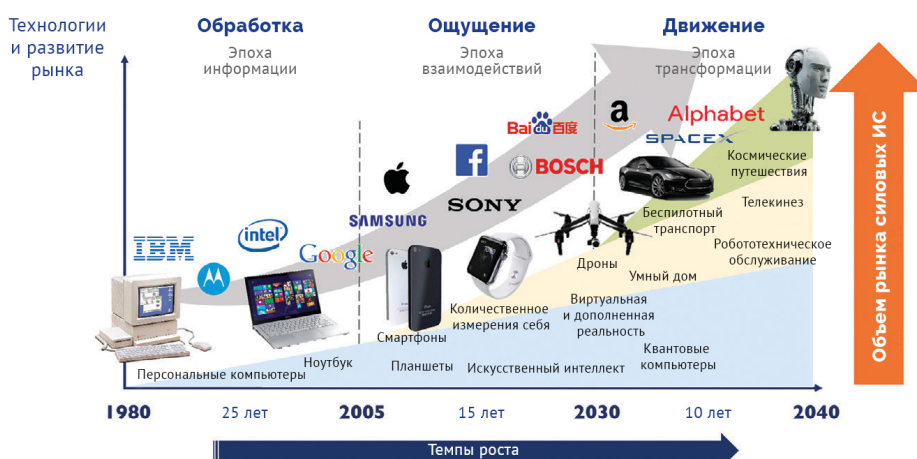 Технологии
и развитие
рынка
Обработка
Эпоха
информации
Ощущение
Эпоха
взаимодействий
Движение
Эпоха
трансформации
IBM
intel
Google
SAMSUNG
SONY
Baidu百度
BOSCH
a
Alphabet
SPACEX
Космические
путешествия
Телекинез
Беспилотный
транспорт
Робототехническое
обслуживание
Дроны
Умный дом
Количественное
измерения себя
Виртуальная
и дополненная
реальность
Смартфоны
Ноутбук
Планшеты
Искусственный интеллект
Квантовые
компьютеры
Персональные компьютеры
1980
25 лет
2005
15 лет
2030
10 лет
2040
Темпы роста
Объем рынка силовых ИС